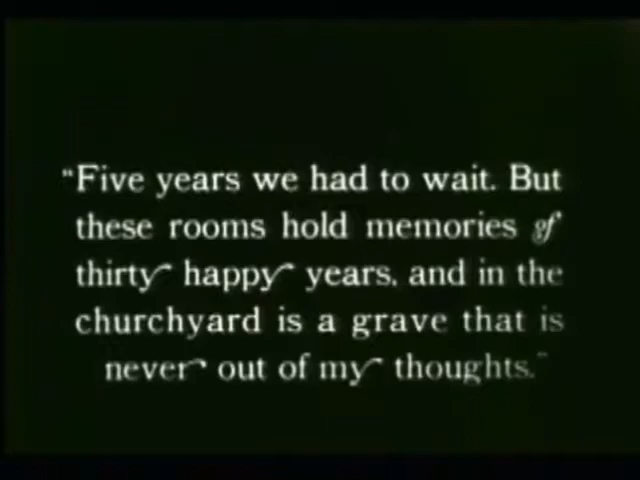 "Five years we had to wait. But
these rooms hold memories of
thirty happy years, and in the
churchyard is a grave that is
never out of my thoughts."